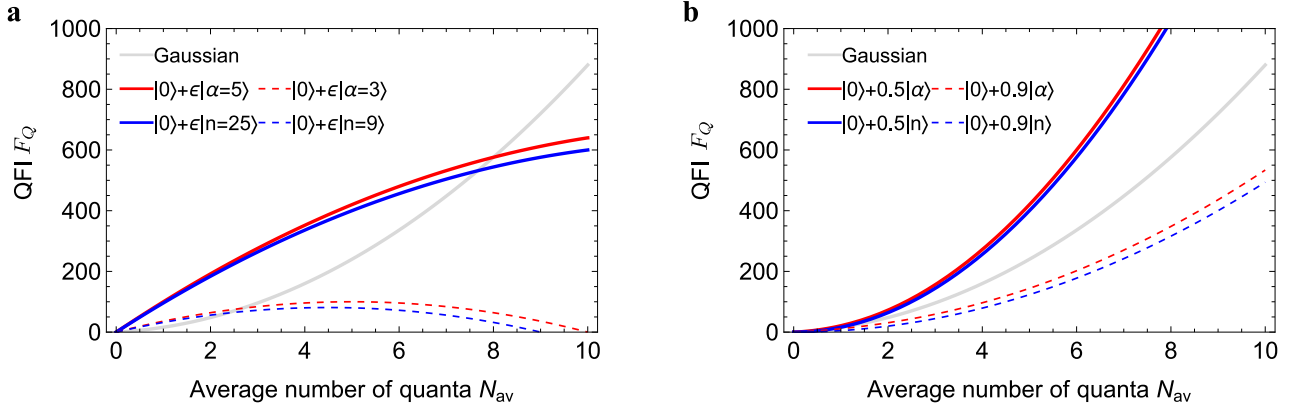 a
1000
800
600
400
200
0
QFI F_Q
Gaussian
|0⟩+ϵ|α=5⟩ |0⟩+ϵ|α=3⟩
|0⟩+ϵ|n=25⟩ |0⟩+ϵ|n=9⟩
0 2 4 6 8 10
Average number of quanta N_av
b
1000
800
600
400
200
0
QFI F_Q
Gaussian
|0⟩+0.5|α⟩ |0⟩+0.9|α⟩
|0⟩+0.5|n⟩ |0⟩+0.9|n⟩
0 2 4 6 8 10
Average number of quanta N_av